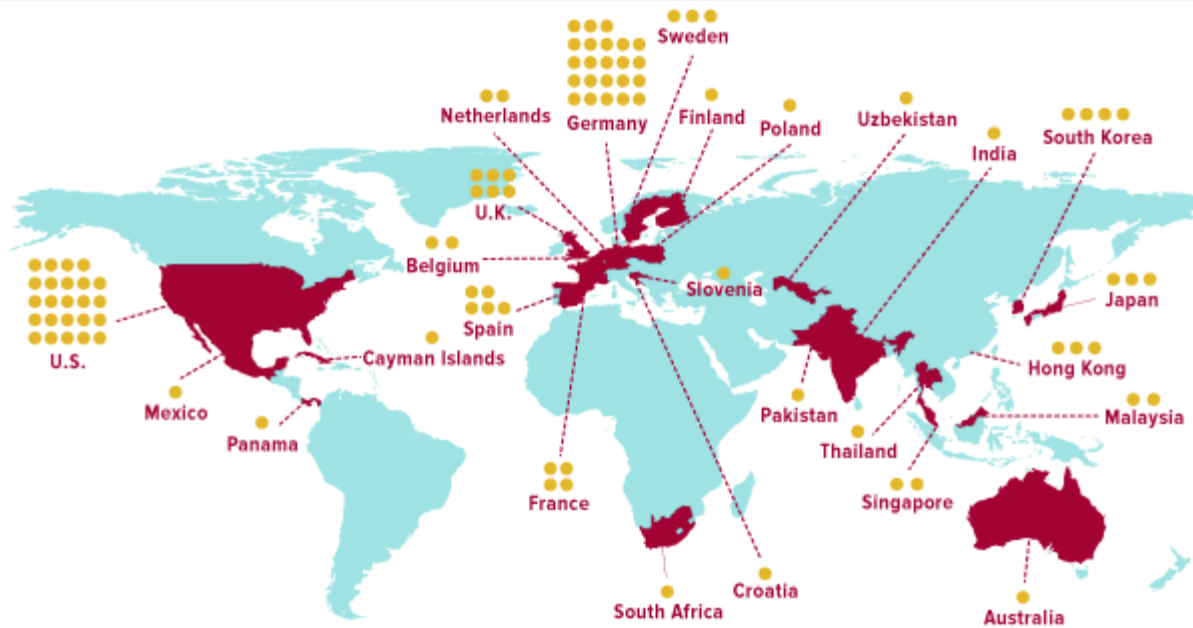 Sweden
Netherlands
Germany
Finland
Poland
Uzbekistan
India
South Korea
U.K.
Belgium
Slovenia
Spain
Japan
U.S.
Cayman Islands
Hong Kong
Mexico
Panama
Pakistan
Malaysia
Thailand
France
Singapore
Croatia
South Africa
Australia